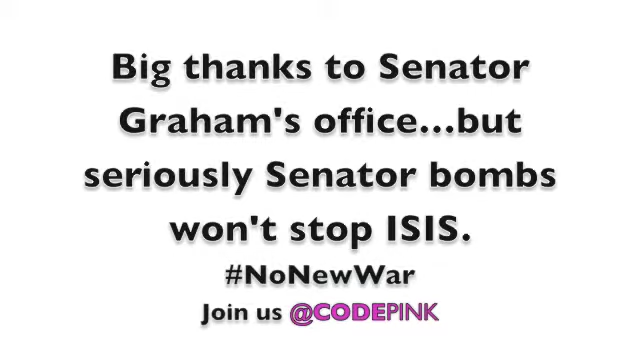 Big thanks to Senator
Graham's office...but
seriously Senator bombs
won't stop ISIS.
#NoNewWar
Join us @CODEPINK